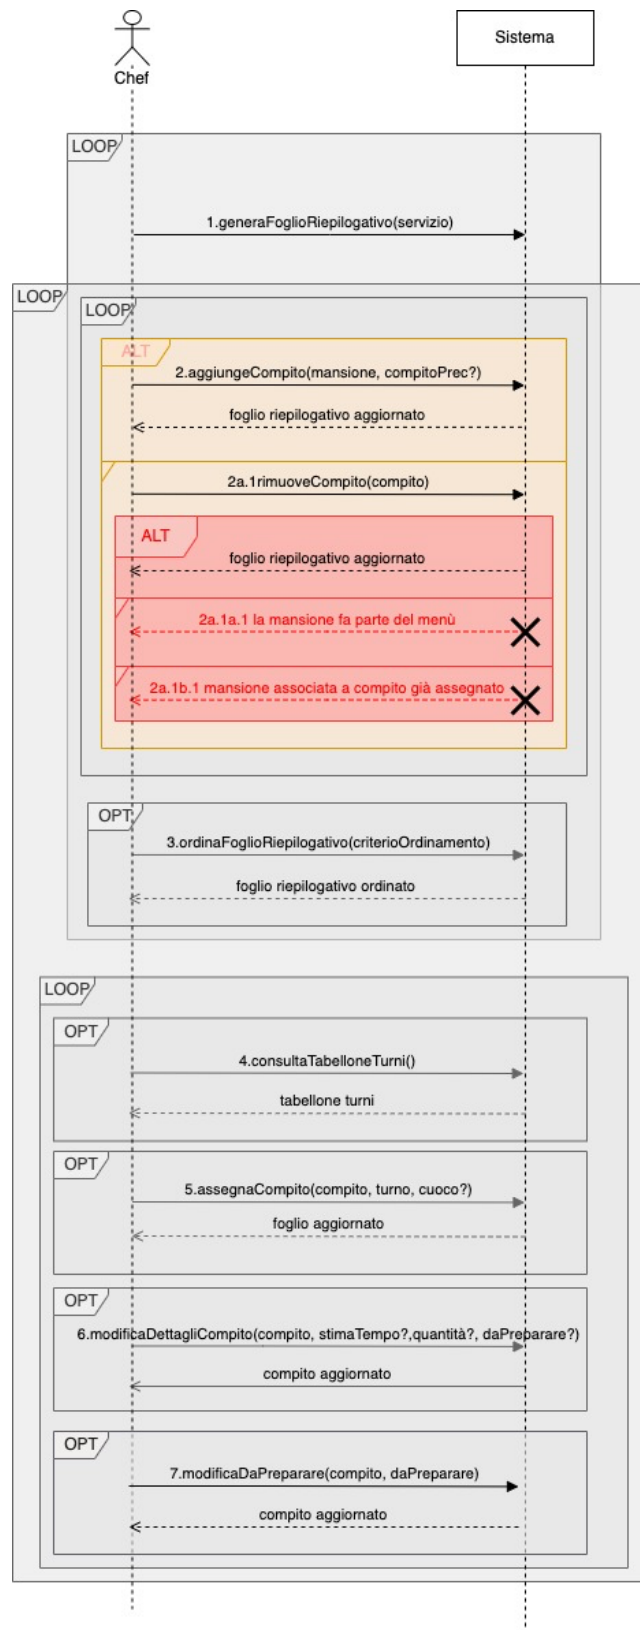 Chef
Sistema
LOOP
1.generaFoglioRiepilogativo(servizio)
LOOP
LOOP
ALT
2.aggiungeCompito(mansione, compitoPrec?)
foglio riepilogativo aggiornato
2a.1rimuoveCompito(compito)
ALT
foglio riepilogativo aggiornato
2a.1a.1 la mansione fa parte del menù
2a.1b.1 mansione associata a compito già assegnato
OPT
3.ordinaFoglioRiepilogativo(criterioOrdinamento)
foglio riepilogativo ordinato
LOOP
OPT
4.consultaTabelloneTurni()
tabellone turni
OPT
5.assegnaCompito(compito, turno, cuoco?)
foglio aggiornato
OPT
6.modificaDettagliCompito(compito, stimaTempo?,quantità?, daPreparare?)
compito aggiornato
OPT
7.modificaDaPreparare(compito, daPreparare)
compito aggiornato